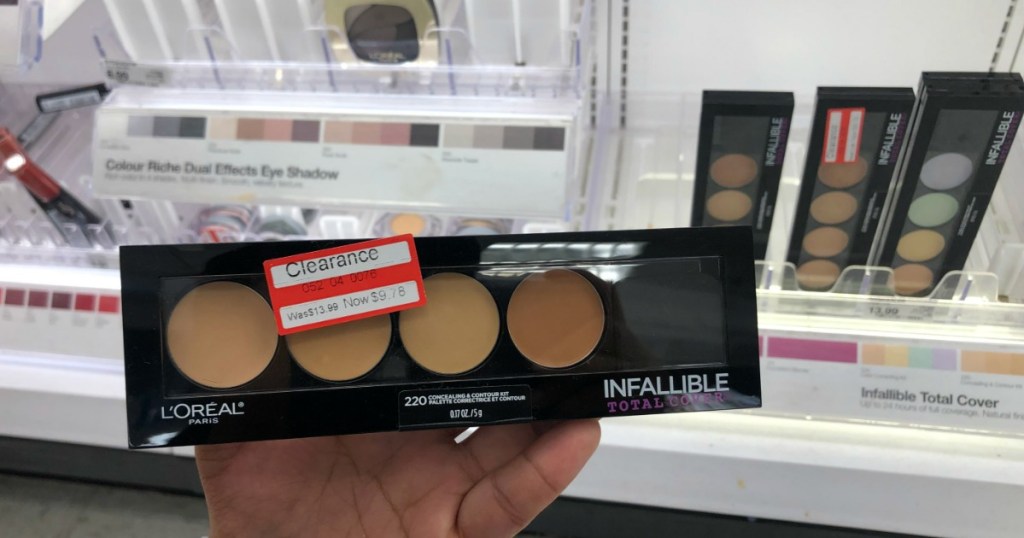 Colour Riche Dual Effects Eye Shadow
INFALLIBLE
INFALLIBLE
INFALLIBLE
Clearance
052 04 0076
Was$13.99 Now $9.78
L'ORÉAL
PARIS
220 CONCEALING & CONTOUR KIT
PALETTE CORRECTRICE ET CONTOUR
0.17 OZ./5g
INFALLIBLE
TOTAL COVER
13.99
Infallible Total Cover
Up to 24 hours of full coverage.